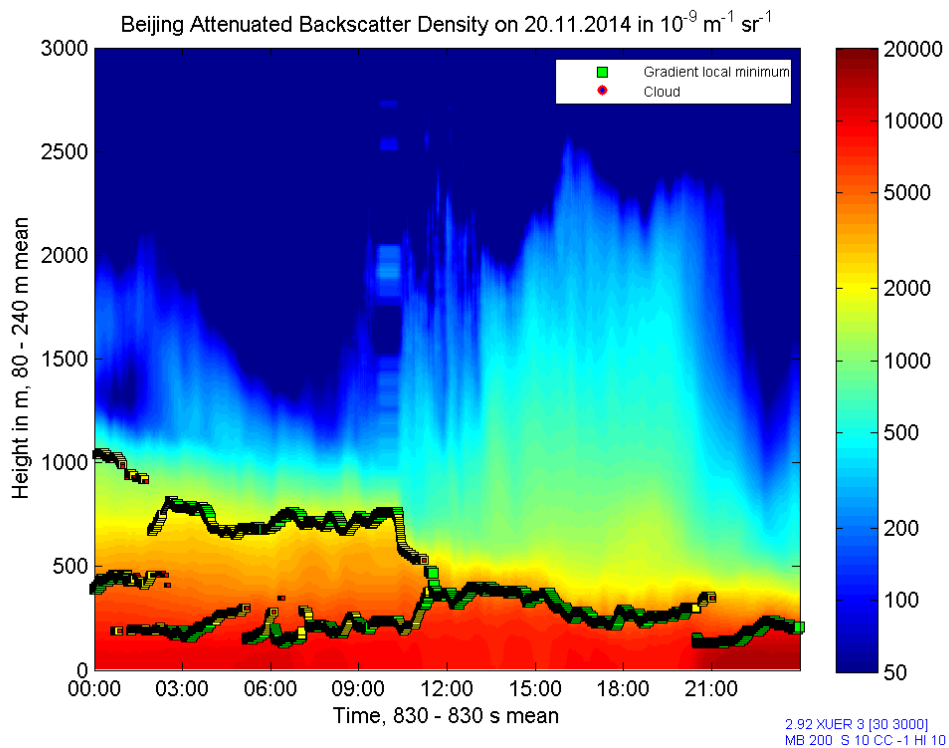 Beijing Attenuated Backscatter Density on 20.11.2014 in 10⁻⁹ m⁻¹ sr⁻¹
Gradient local minimum
Cloud
Height in m, 80 - 240 m mean
3000
2500
2000
1500
1000
500
0
00:00 03:00 06:00 09:00 12:00 15:00 18:00 21:00
Time, 830 - 830 s mean
20000
10000
5000
2000
1000
500
200
100
50
2.92 XUER 3 [30 3000]
MB 200 S 10 CC -1 HI 10